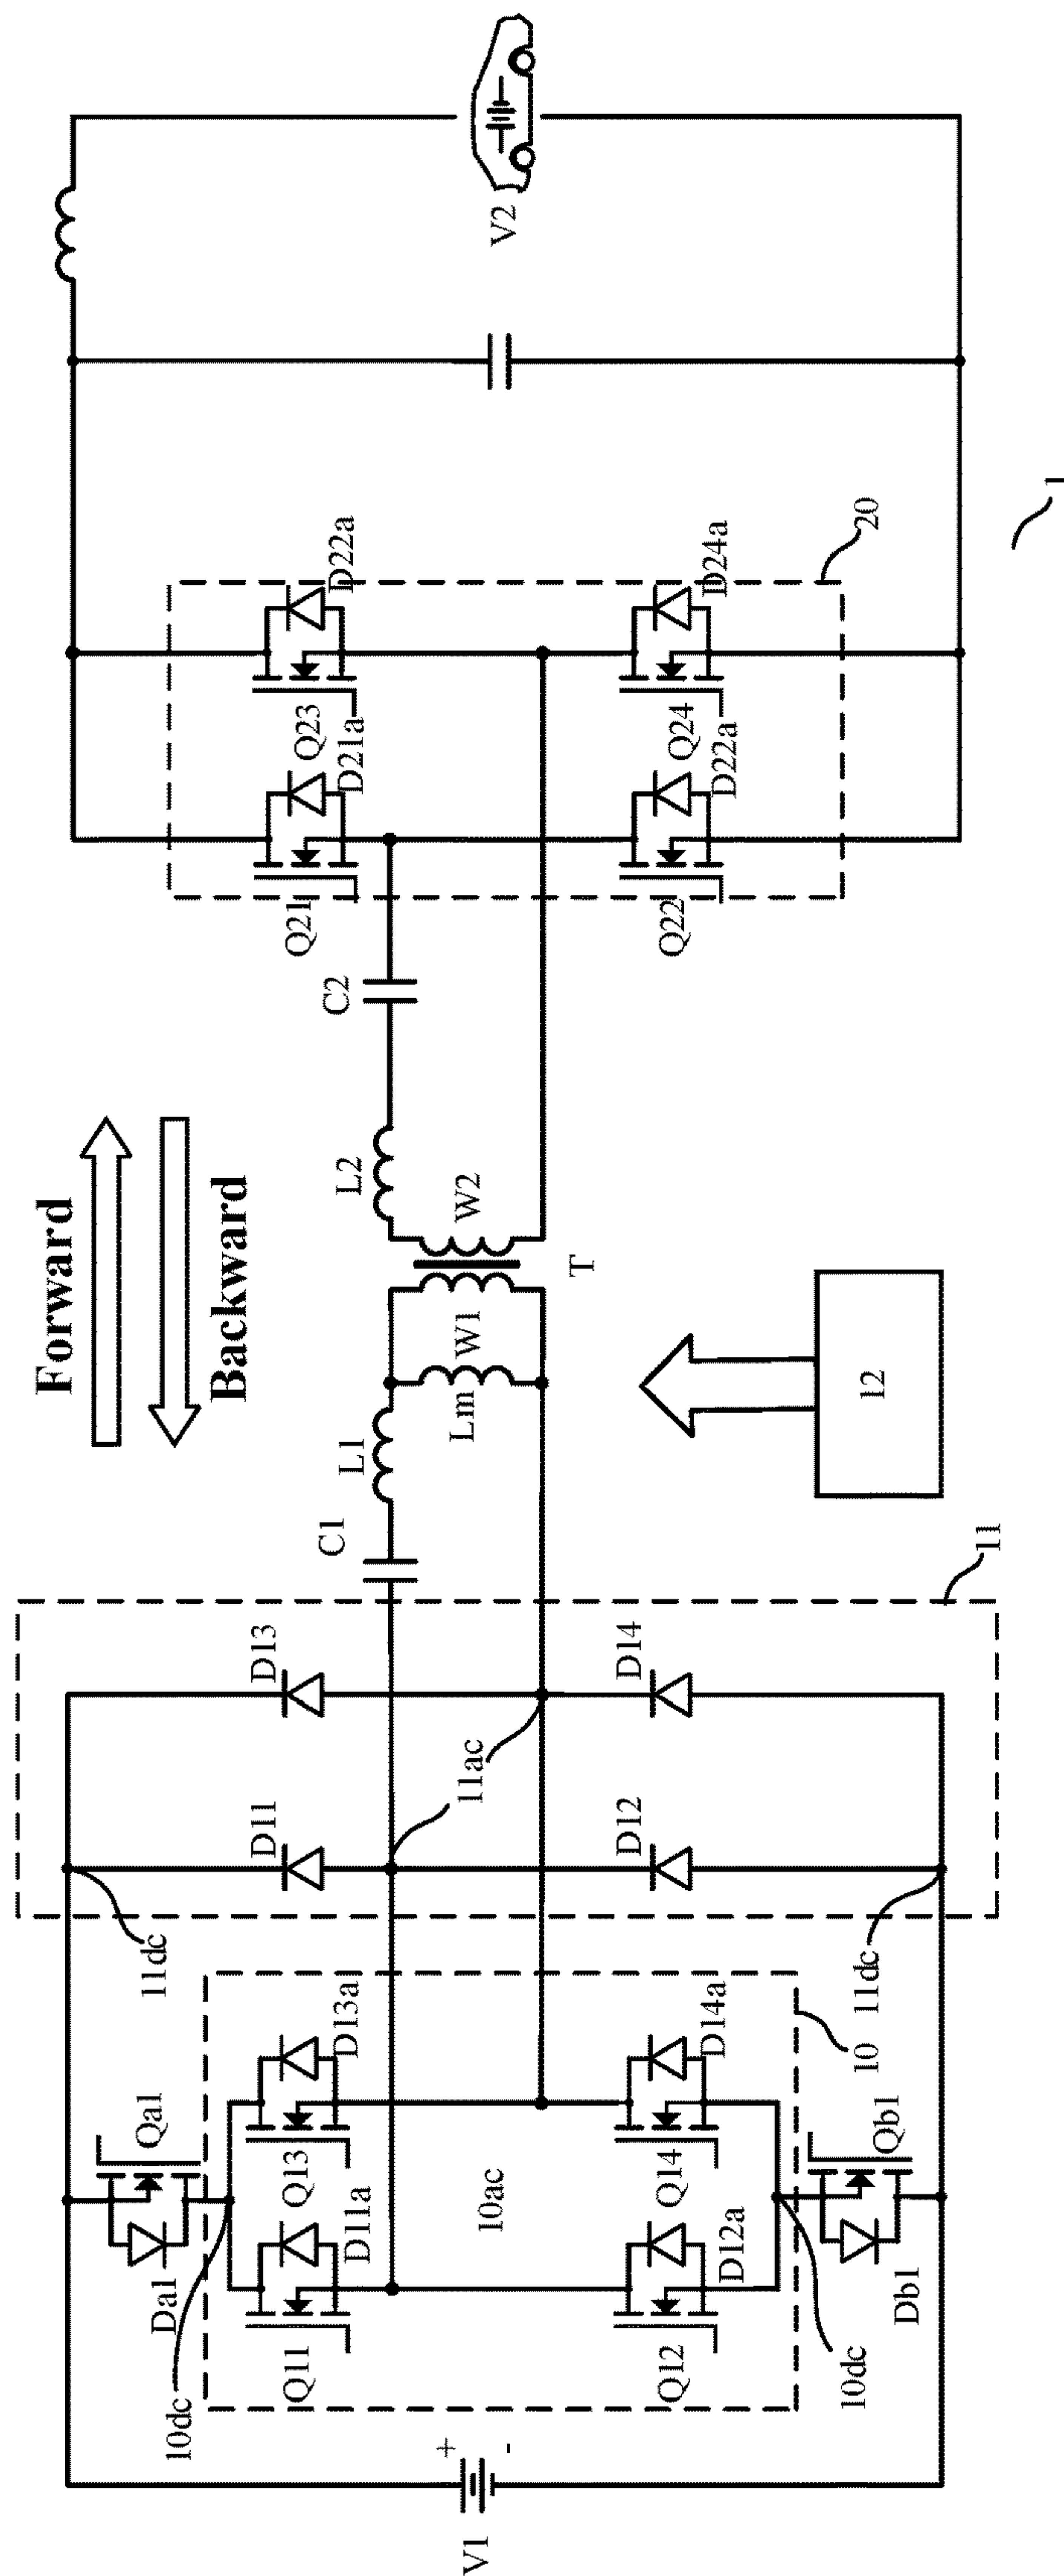 Forward
Backward
V1
+
-
10dc
Da1
Qa1
Q11
D11a
Q13
D13a
10ac
Q12
D12a
Q14
D14a
10dc
Db1
Qb1
10
11dc
D11
D13
11ac
D12
D14
11dc
11
C1
L1
Lm
W1
W2
T
L2
C2
12
Q21
D21a
Q23
D22a
Q22
D22a
Q24
D24a
20
V2
1